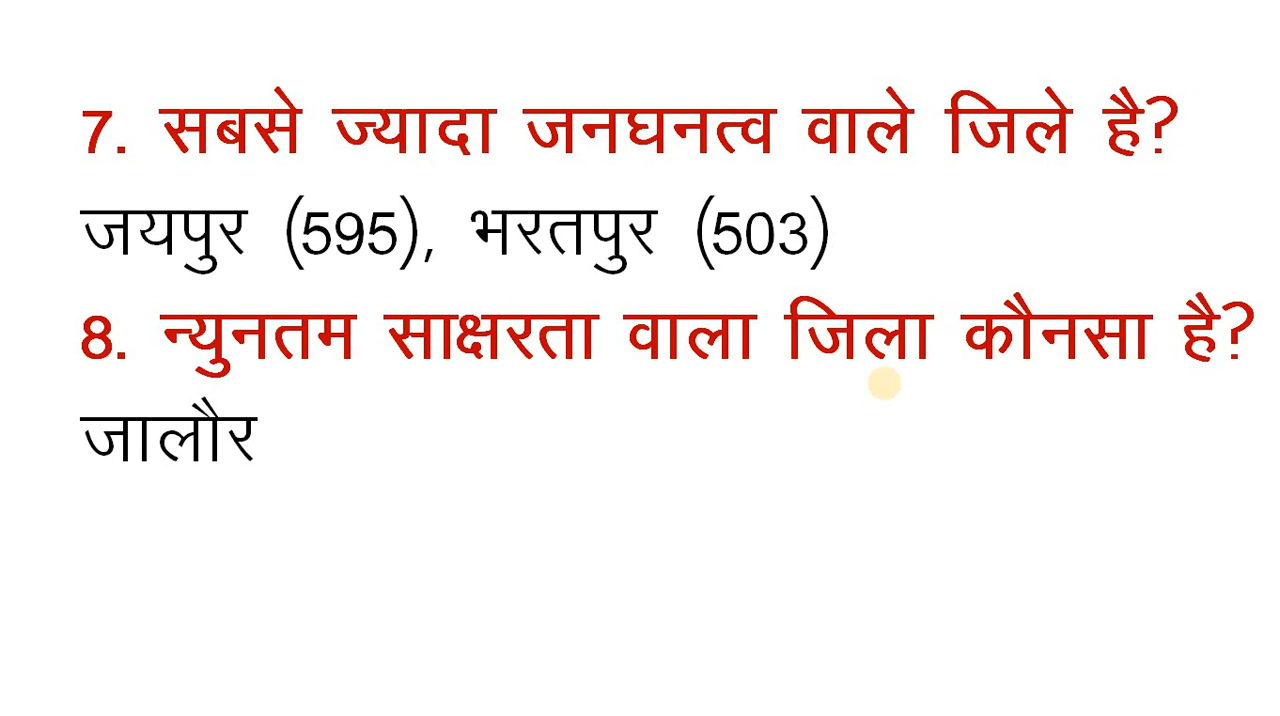 7. सबसे ज्यादा जनघनत्व वाले जिले है?
जयपुर (595), भरतपुर (503)
8. न्युनतम साक्षरता वाला जिला कौनसा है?
जालौर